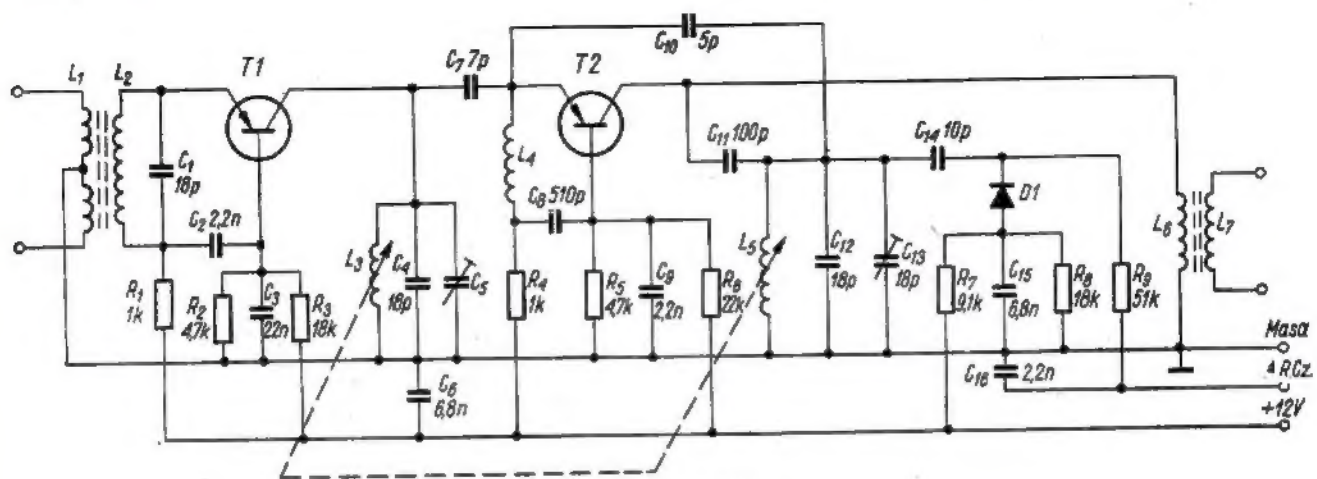 C10 5p
L1
L2
T1
C7 7p
T2
C11 100p
C14 10p
C1
18p
L4
D1
C8 510p
L6
L7
C2 2,2n
L3
C4
18p
C5
L5
C12
18p
C13
18p
R1
1k
R2
4,7k
C3
22n
R3
18k
R4
1k
R5
4,7k
C9
2,2n
R6
22k
R7
9,1k
C15
6,8n
R8
18k
R9
51k
Masa
C6
6,8n
C16
2,2n
ARCz.
+12V